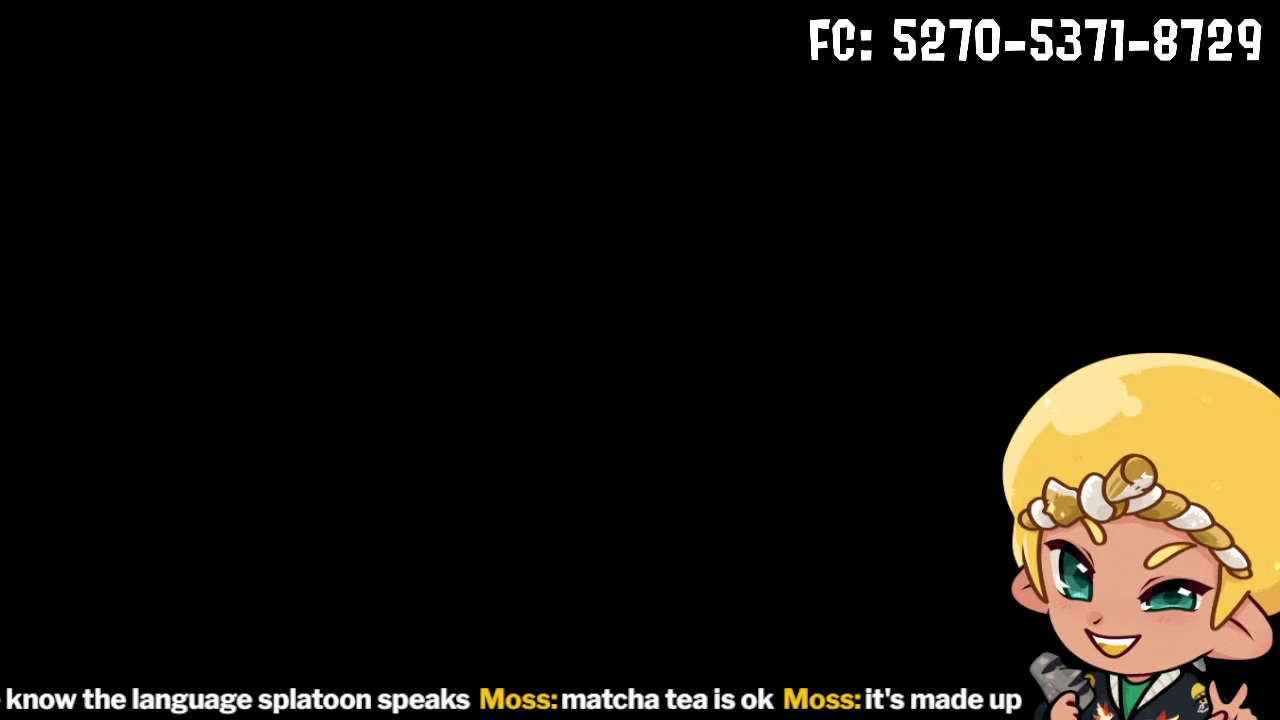 FC: 5270-5371-8729
know the language splatoon speaks Moss: matcha tea is ok Moss: it's made up